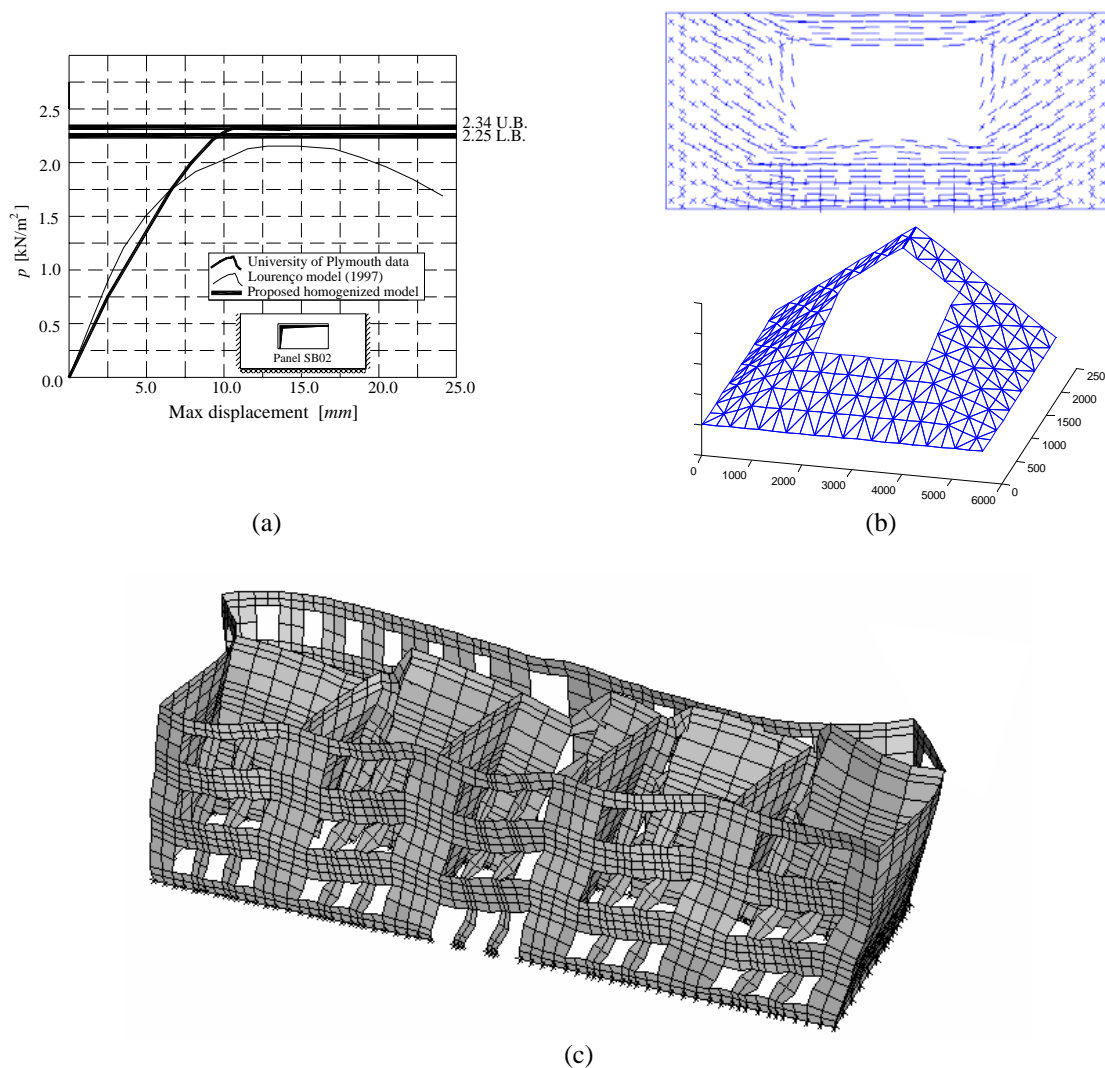 2.5
2.0
1.5
1.0
0.5
0.0
p [kN/m²]
2.34 U.B.
2.25 L.B.
University of Plymouth data
Lourenço model (1997)
Proposed homogenized model
Panel SB02
5.0 10.0 15.0 20.0 25.0
Max displacement [mm]
(a)
0 1000 2000 3000 4000 5000 6000
0 500 1000 1500 2000 250
(b)
(c)